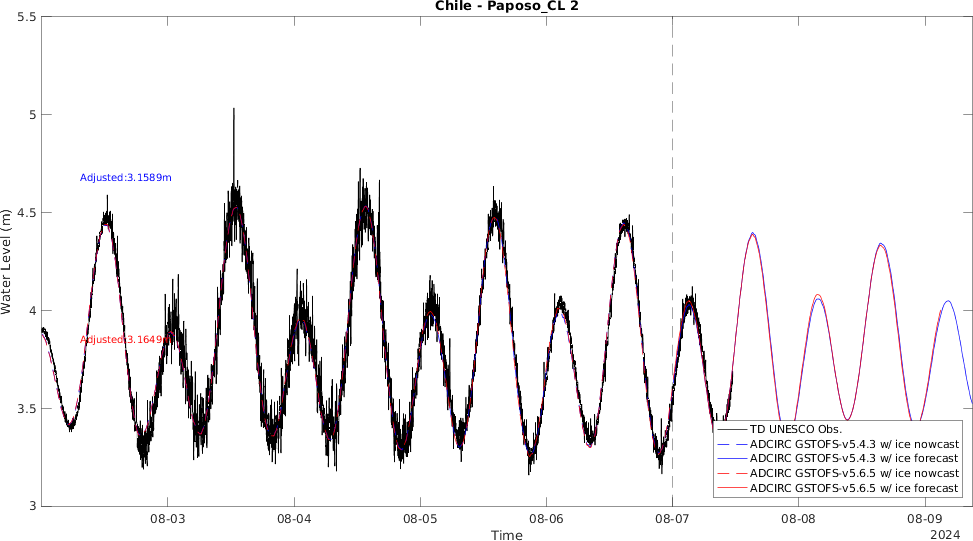 Chile - Paposo_CL 2
5.5
5
4.5
4
3.5
3
Water Level (m)
Adjusted:3.1589m
Adjusted:3.1649m
TD UNESCO Obs.
ADCIRC GSTOFS-v5.4.3 w/ ice nowcast
ADCIRC GSTOFS-v5.4.3 w/ ice forecast
ADCIRC GSTOFS-v5.6.5 w/ ice nowcast
ADCIRC GSTOFS-v5.6.5 w/ ice forecast
08-03 08-04 08-05 08-06 08-07 08-08 08-09
Time
2024